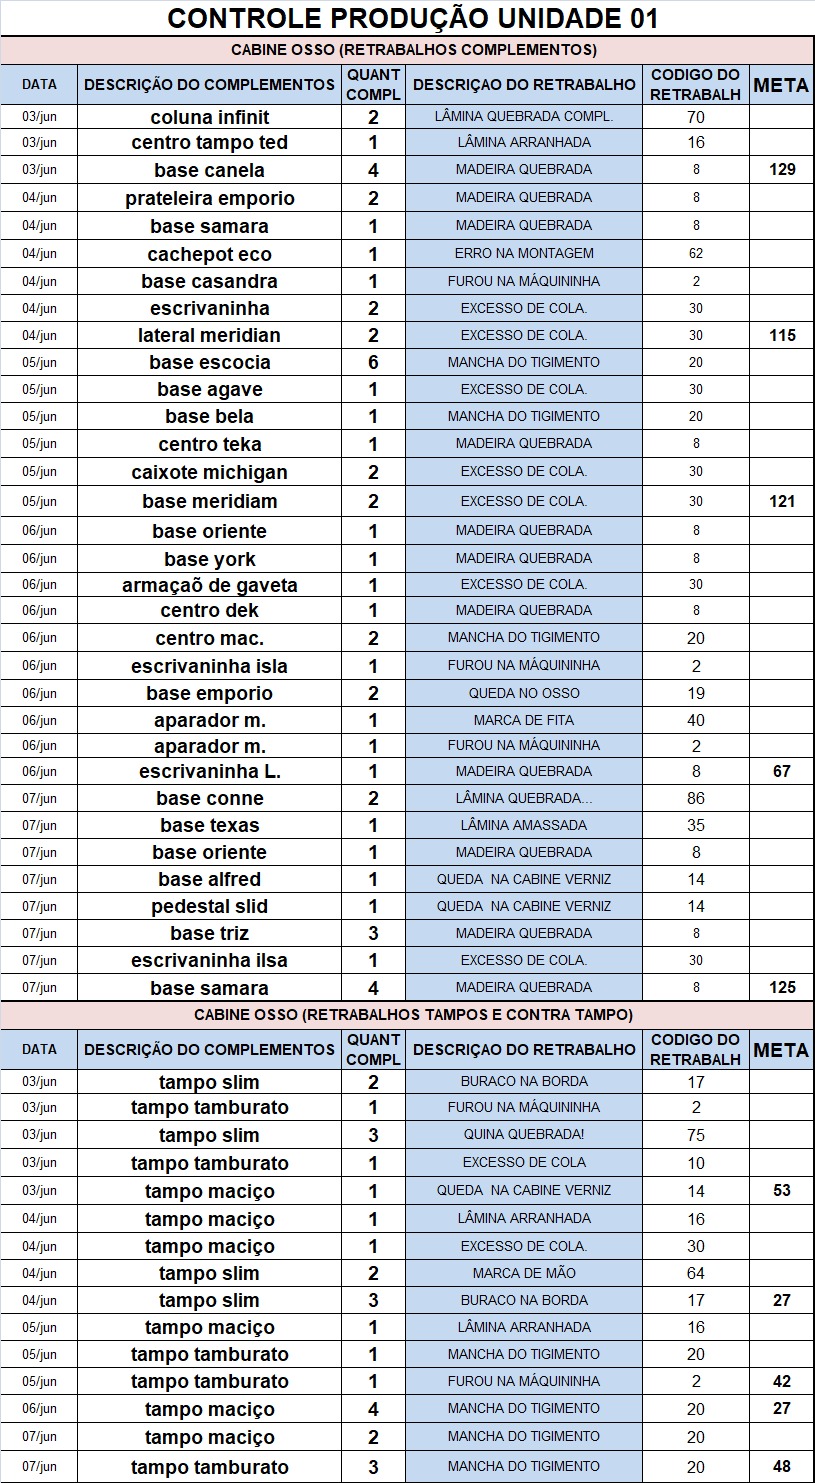 CONTROLE PRODUÇÃO UNIDADE 01
CABINE OSSO (RETRABALHOS COMPLEMENTOS)
DATA DESCRIÇÃO DO COMPLEMENTOS QUANT COMPL DESCRIÇAO DO RETRABALHO CODIGO DO RETRABALH META
03/jun coluna infinit 2 LÂMINA QUEBRADA COMPL. 70
03/jun centro tampo ted 1 LÂMINA ARRANHADA 16
03/jun base canela 4 MADEIRA QUEBRADA 8 129
04/jun prateleira emporio 2 MADEIRA QUEBRADA 8
04/jun base samara 1 MADEIRA QUEBRADA 8
04/jun cachepot eco 1 ERRO NA MONTAGEM 62
04/jun base casandra 1 FUROU NA MÁQUININHA 2
04/jun escrivaninha 2 EXCESSO DE COLA. 30
04/jun lateral meridian 2 EXCESSO DE COLA. 30 115
05/jun base escocia 6 MANCHA DO TIGIMENTO 20
05/jun base agave 1 EXCESSO DE COLA. 30
05/jun base bela 1 MANCHA DO TIGIMENTO 20
05/jun centro teka 1 MADEIRA QUEBRADA 8
05/jun caixote michigan 2 EXCESSO DE COLA. 30
05/jun base meridiam 2 EXCESSO DE COLA. 30 121
06/jun base oriente 1 MADEIRA QUEBRADA 8
06/jun base york 1 MADEIRA QUEBRADA 8
06/jun armaçaõ de gaveta 1 EXCESSO DE COLA. 30
06/jun centro dek 1 MADEIRA QUEBRADA 8
06/jun centro mac. 2 MANCHA DO TIGIMENTO 20
06/jun escrivaninha isla 1 FUROU NA MÁQUININHA 2
06/jun base emporio 2 QUEDA NO OSSO 19
06/jun aparador m. 1 MARCA DE FITA 40
06/jun aparador m. 1 FUROU NA MÁQUININHA 2
06/jun escrivaninha L. 1 MADEIRA QUEBRADA 8 67
07/jun base conne 2 LÂMINA QUEBRADA... 86
07/jun base texas 1 LÂMINA AMASSADA 35
07/jun base oriente 1 MADEIRA QUEBRADA 8
07/jun base alfred 1 QUEDA NA CABINE VERNIZ 14
07/jun pedestal slid 1 QUEDA NA CABINE VERNIZ 14
07/jun base triz 3 MADEIRA QUEBRADA 8
07/jun escrivaninha ilsa 1 EXCESSO DE COLA. 30
07/jun base samara 4 MADEIRA QUEBRADA 8 125
CABINE OSSO (RETRABALHOS TAMPOS E CONTRA TAMPO)
DATA DESCRIÇÃO DO COMPLEMENTOS QUANT COMPL DESCRIÇAO DO RETRABALHO CODIGO DO RETRABALH META
03/jun tampo slim 2 BURACO NA BORDA 17
03/jun tampo tamburato 1 FUROU NA MÁQUININHA 2
03/jun tampo slim 3 QUINA QUEBRADA! 75
03/jun tampo tamburato 1 EXCESSO DE COLA 10
03/jun tampo maciço 1 QUEDA NA CABINE VERNIZ 14 53
04/jun tampo maciço 1 LÂMINA ARRANHADA 16
04/jun tampo maciço 1 EXCESSO DE COLA. 30
04/jun tampo slim 2 MARCA DE MÃO 64
04/jun tampo slim 3 BURACO NA BORDA 17 27
05/jun tampo maciço 1 LÂMINA ARRANHADA 16
05/jun tampo tamburato 1 MANCHA DO TIGIMENTO 20
05/jun tampo tamburato 1 FUROU NA MÁQUININHA 2 42
06/jun tampo maciço 4 MANCHA DO TIGIMENTO 20 27
07/jun tampo maciço 2 MANCHA DO TIGIMENTO 20
07/jun tampo tamburato 3 MANCHA DO TIGIMENTO 20 48